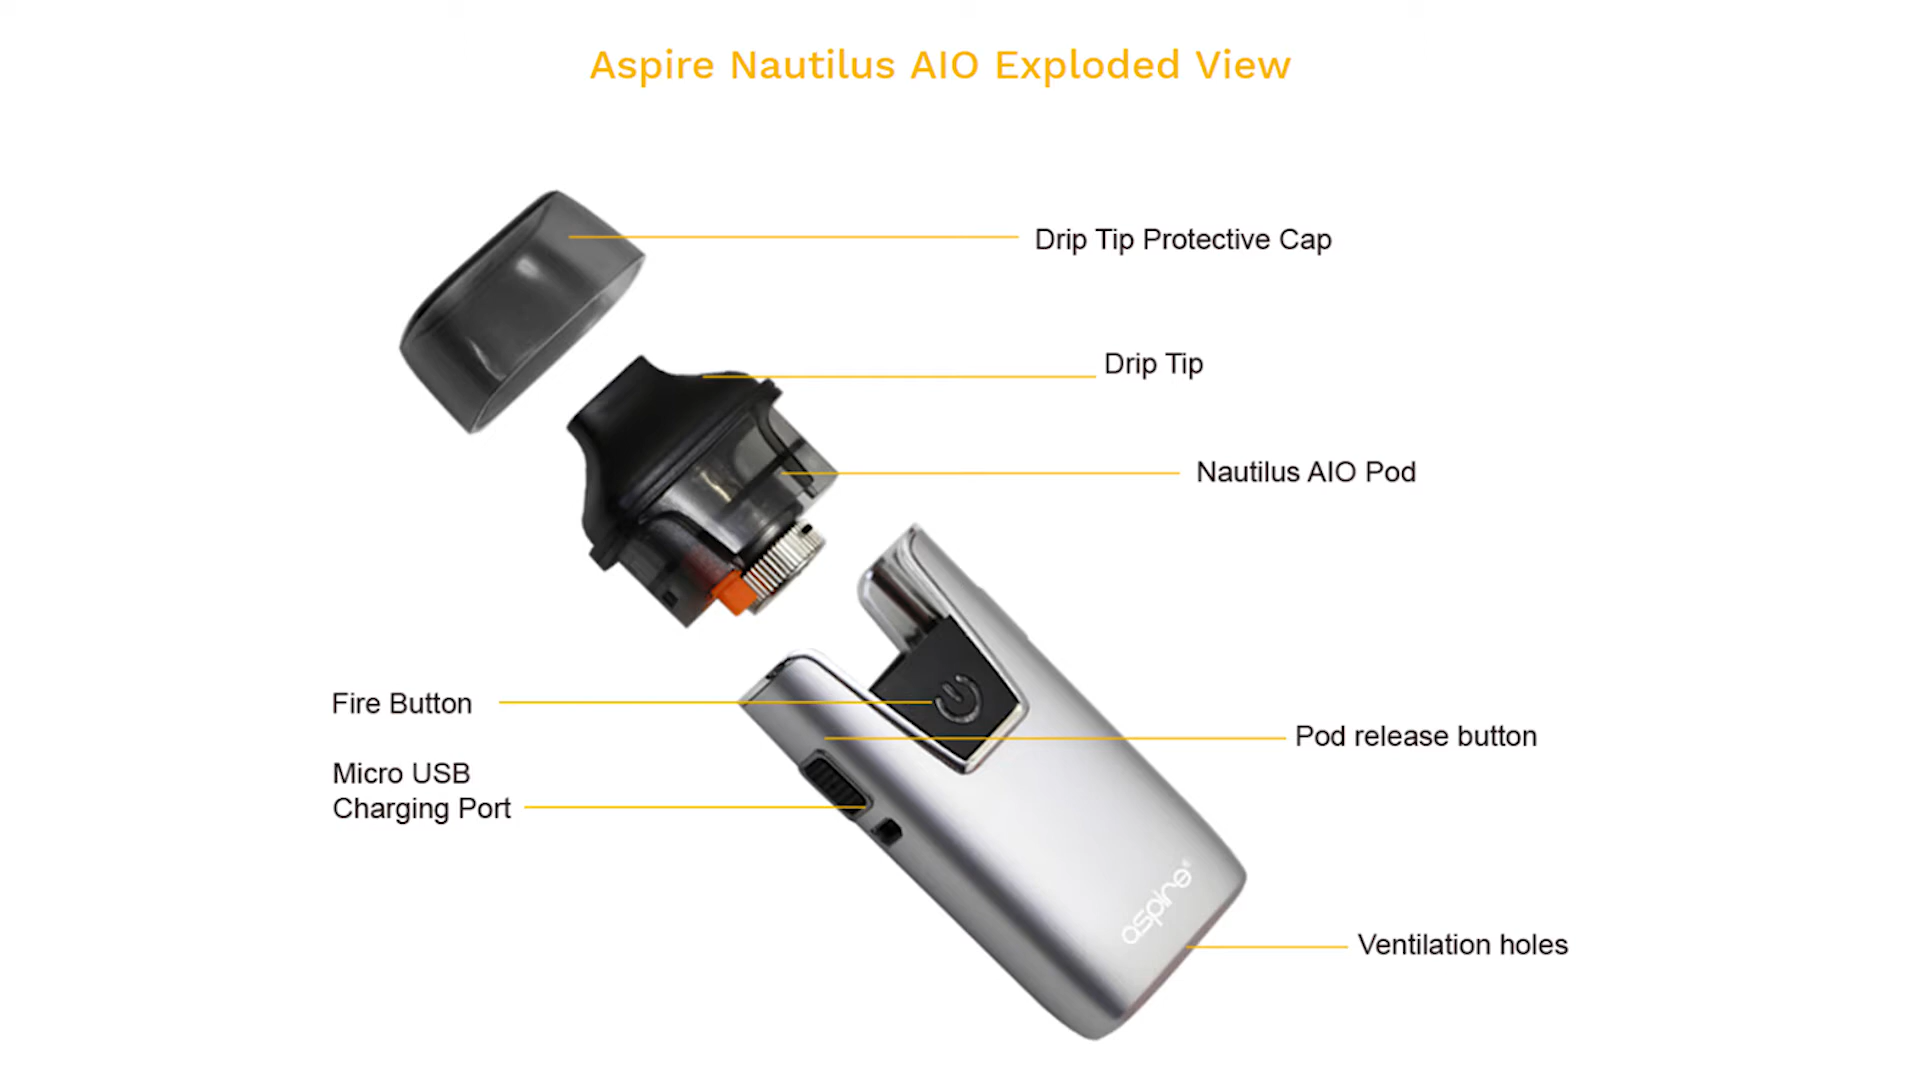 Aspire Nautilus AIO Exploded View
Drip Tip Protective Cap
Drip Tip
Nautilus AIO Pod
Fire Button
Pod release button
Micro USB
Charging Port
aspire
Ventilation holes